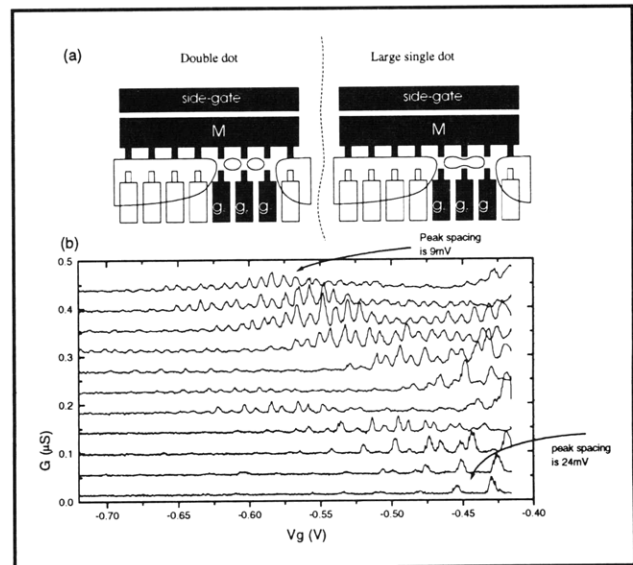 (a)
Double dot
Large single dot
side-gate
side-gate
M
M
g. g. g
g. g. g
(b)
Peak spacing
is 9mV
0.5
0.4
0.3
0.2
0.1
0.0
G (µS)
peak spacing
is 24mV
-0.70 -0.65 -0.60 -0.55 -0.50 -0.45 -0.40
Vg (V)